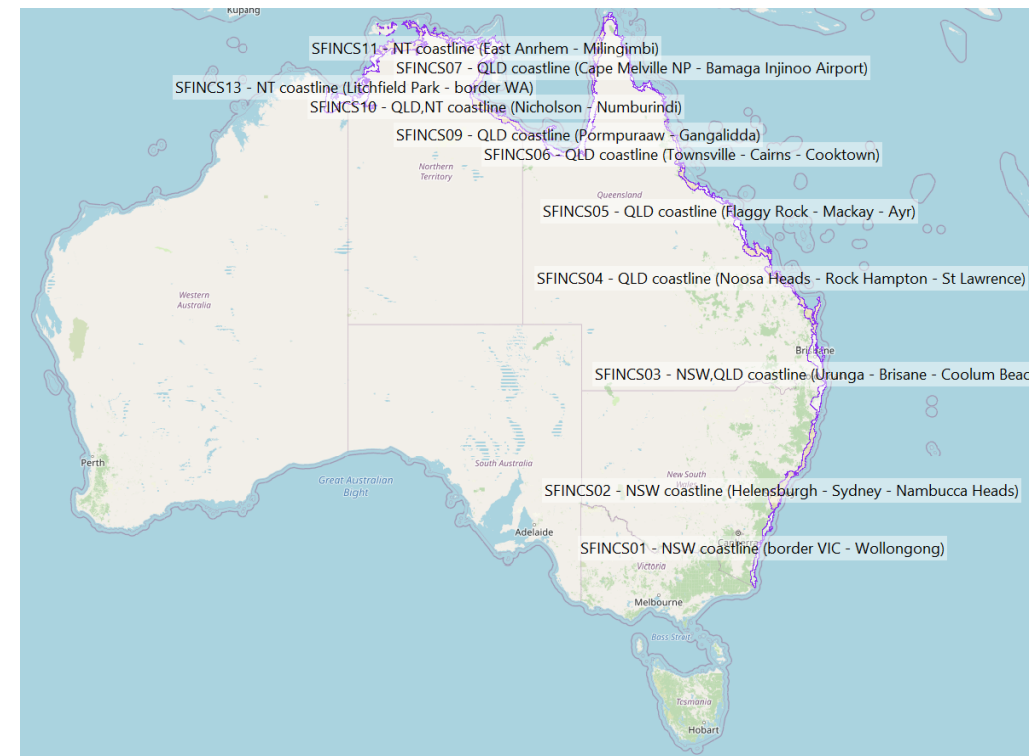 Kupang
SFINCS11 - NT coastline (East Anrhem - Milingimbi)
SFINCS07 - QLD coastline (Cape Melville NP - Bamaga Injinoo Airport)
SFINCS13 - NT coastline (Litchfield Park - border WA)
SFINCS10 - QLD,NT coastline (Nicholson - Numburindi)
SFINCS09 - QLD coastline (Pormpuraaw - Gangalidda)
SFINCS06 - QLD coastline (Townsville - Cairns - Cooktown)
Northern
Territory
Queensland
SFINCS05 - QLD coastline (Flaggy Rock - Mackay - Ayr)
SFINCS04 - QLD coastline (Noosa Heads - Rock Hampton - St Lawrence)
Western
Australia
Brisbane
SFINCS03 - NSW,QLD coastline (Urunga - Brisane - Coolum Beac
Perth
South Australia
New South
Wales
Great Australian
Bight
SFINCS02 - NSW coastline (Helensburgh - Sydney - Nambucca Heads)
Adelaide
Canberra
SFINCS01 - NSW coastline (border VIC - Wollongong)
Victoria
Melbourne
Bass Strait
Tasmania
Hobart